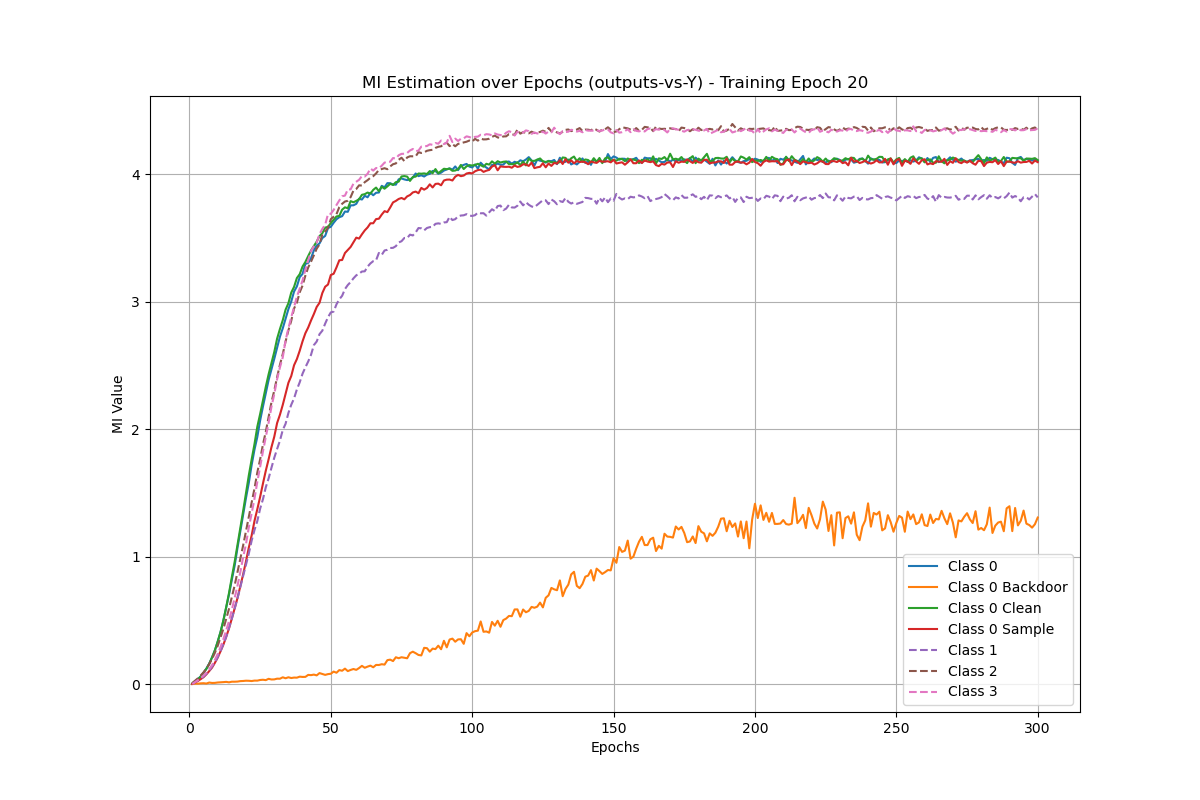 MI Estimation over Epochs (outputs-vs-Y) - Training Epoch 20
MI Value
4
3
2
1
0
0 50 100 150 200 250 300
Epochs
Class 0
Class 0 Backdoor
Class 0 Clean
Class 0 Sample
Class 1
Class 2
Class 3